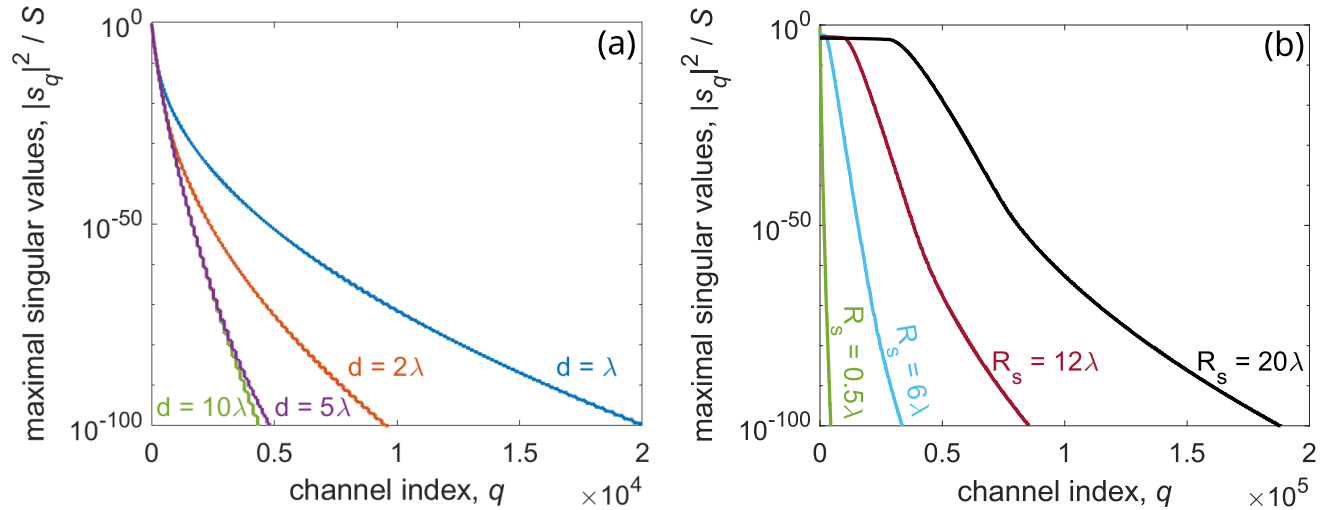 (a)
maximal singular values, |s_q|^2 / S
10^0
10^-50
10^-100
d = 10λ
d = 5λ
d = 2λ
d = λ
0
0.5
1
1.5
2
×10^4
channel index, q
(b)
maximal singular values, |s_q|^2 / S
10^0
10^-50
10^-100
R_s = 0.5λ
R_s = 6λ
R_s = 12λ
R_s = 20λ
0
0.5
1
1.5
2
×10^5
channel index, q